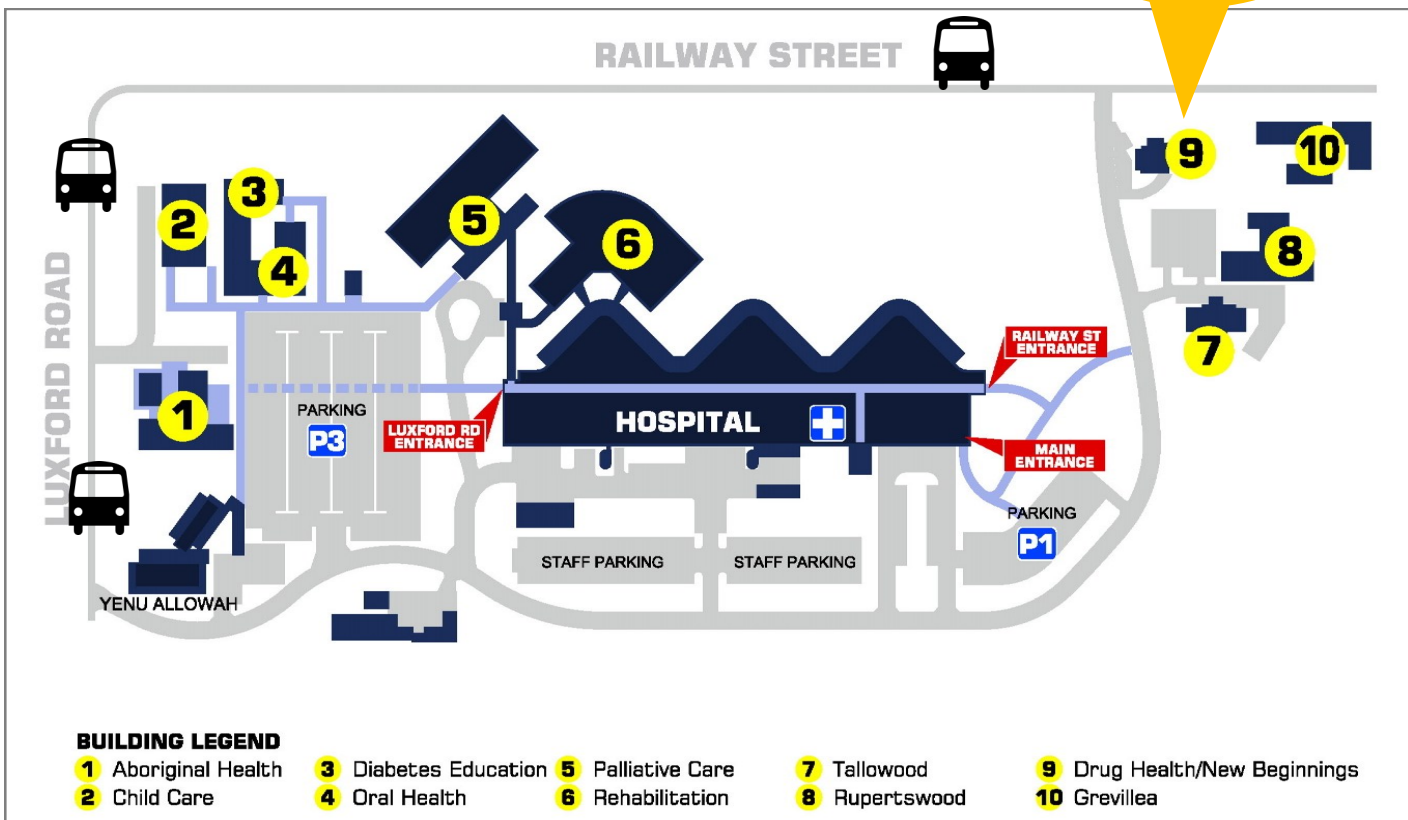 RAILWAY STREET
9
10
3
2
5
6
8
4
LUXFORD ROAD
RAILWAY ST
ENTRANCE
7
1
PARKING
P3
LUXFORD RD
ENTRANCE
HOSPITAL
MAIN
ENTRANCE
PARKING
P1
STAFF PARKING
STAFF PARKING
YENU ALLOWAH
BUILDING LEGEND
1 Aboriginal Health
2 Child Care
3 Diabetes Education
4 Oral Health
5 Palliative Care
6 Rehabilitation
7 Tallowood
8 Rupertswood
9 Drug Health/New Beginnings
10 Grevillea